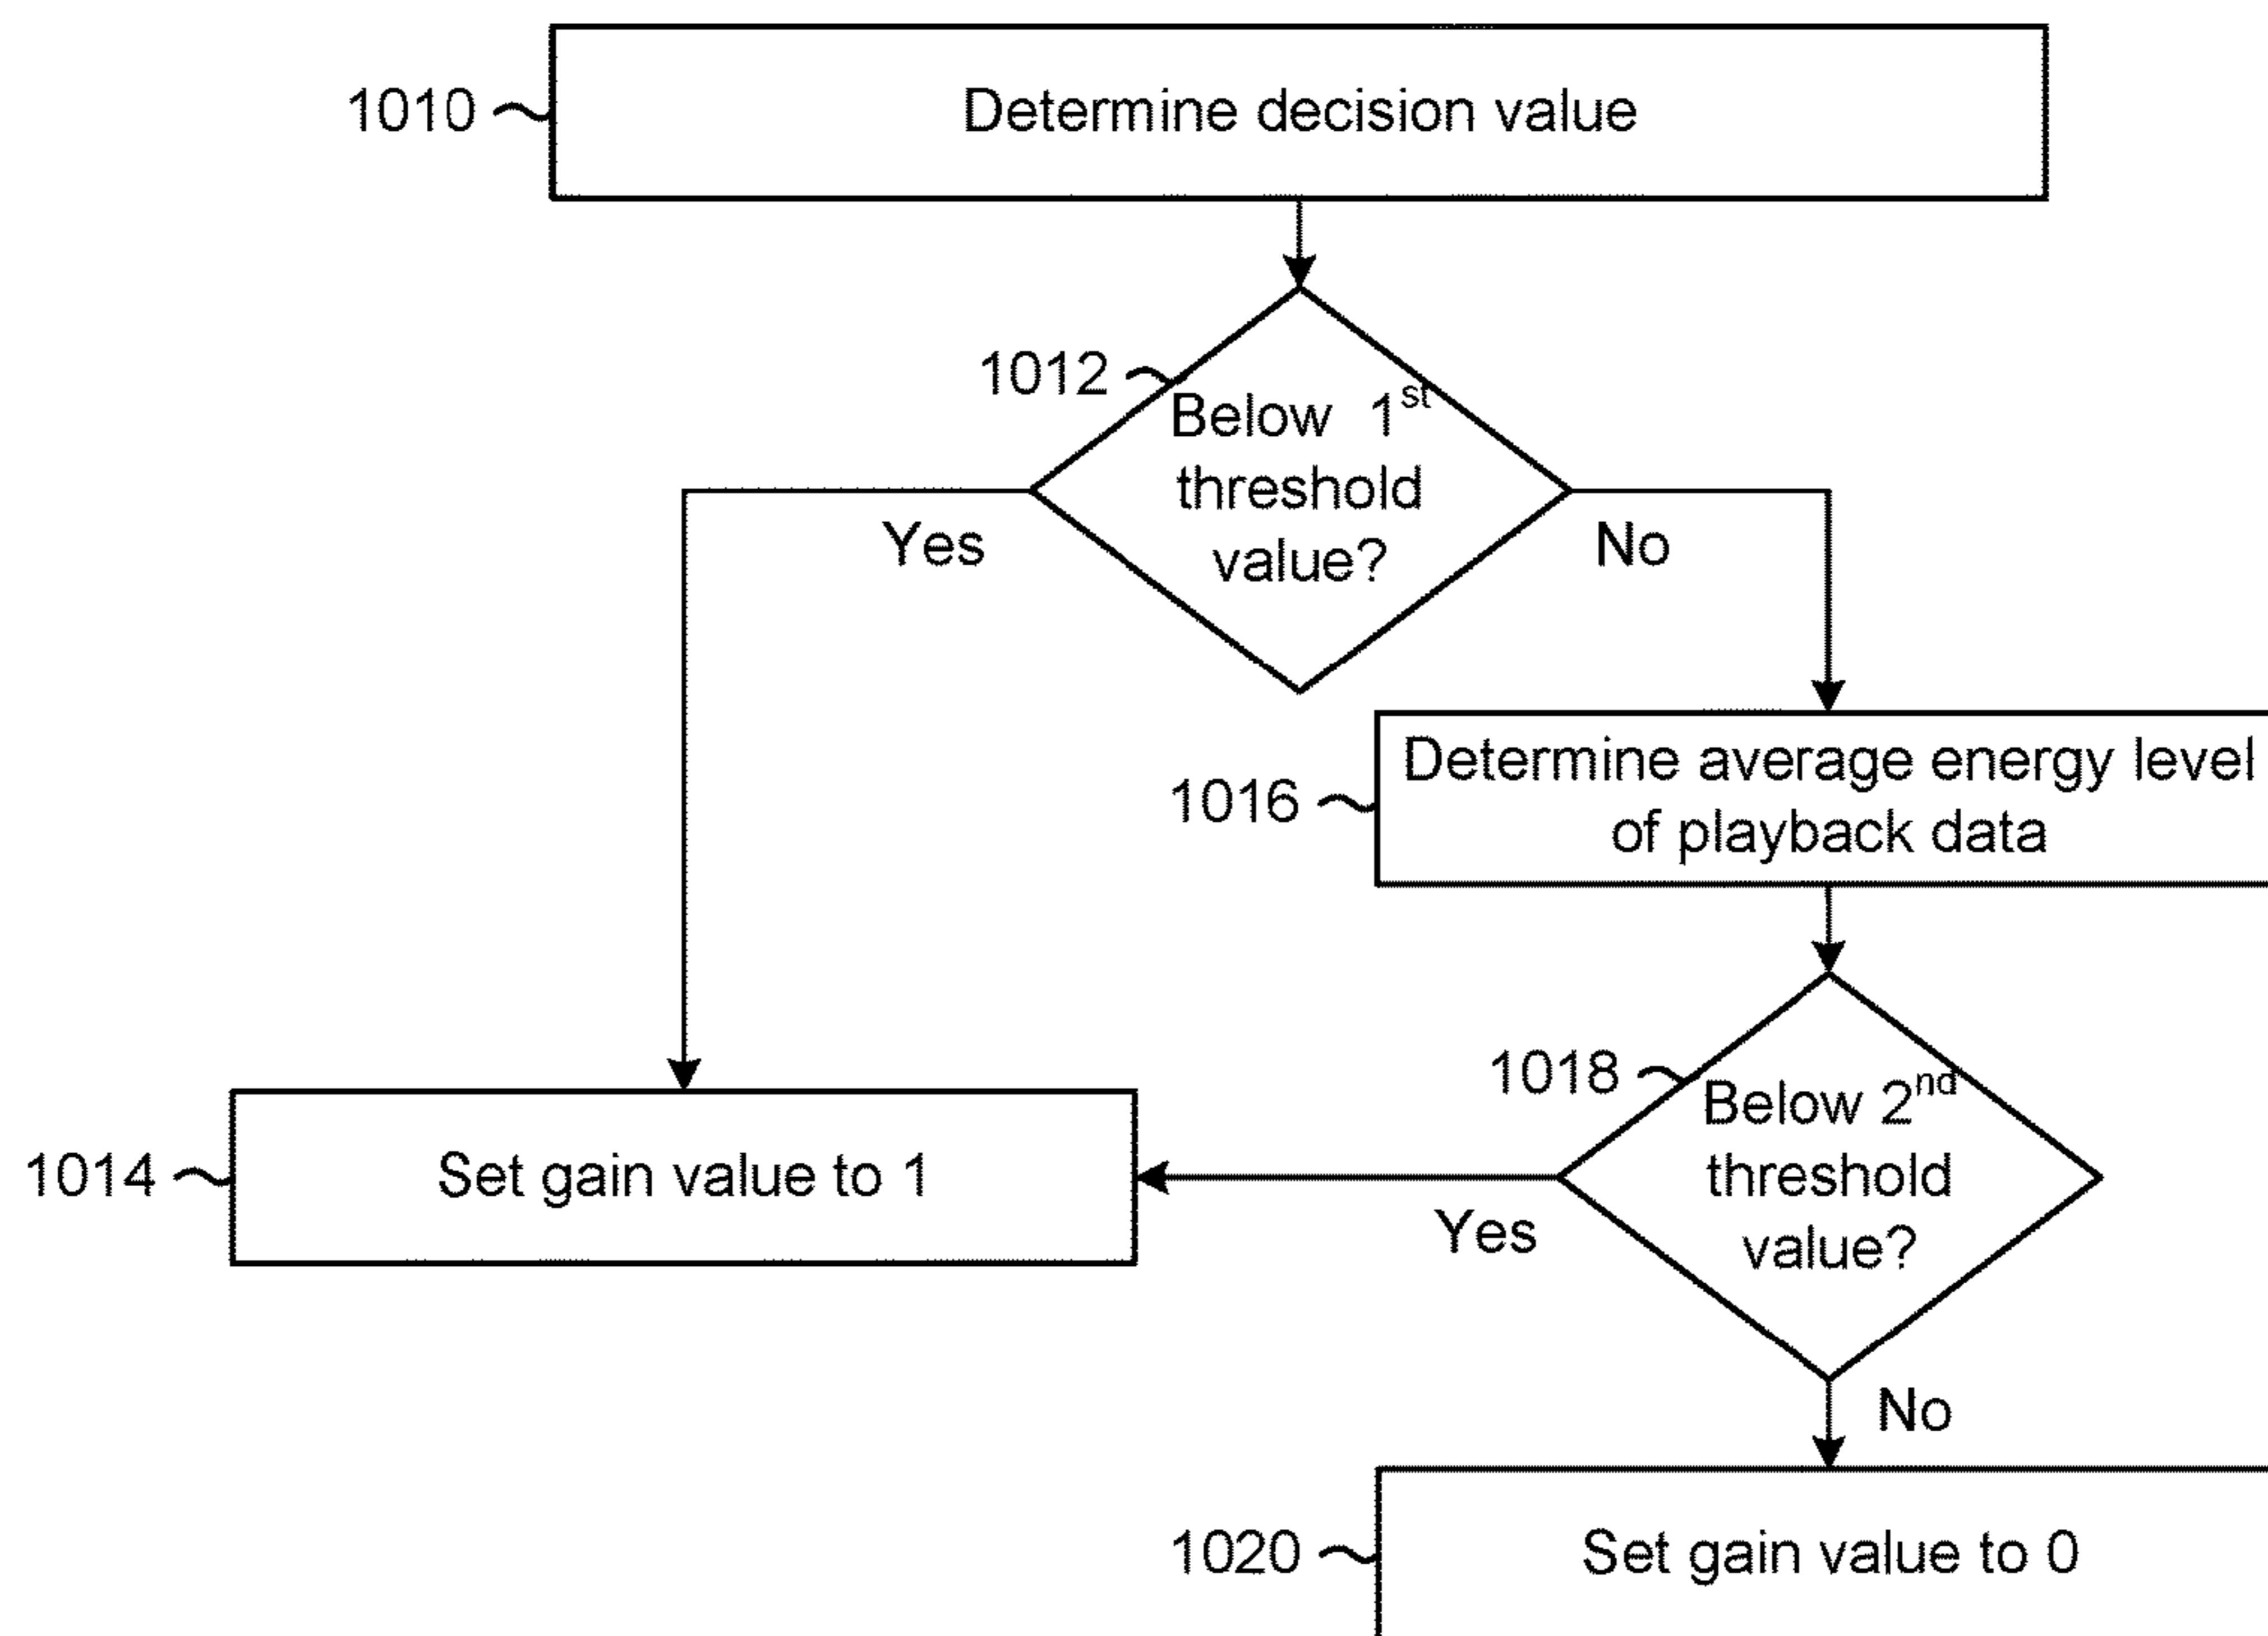 1010
Determine decision value
1012
Below 1st
threshold
value?
Yes
No
Determine average energy level
1016
of playback data
1018
Below 2nd
threshold
value?
1014
Set gain value to 1
Yes
No
1020
Set gain value to 0